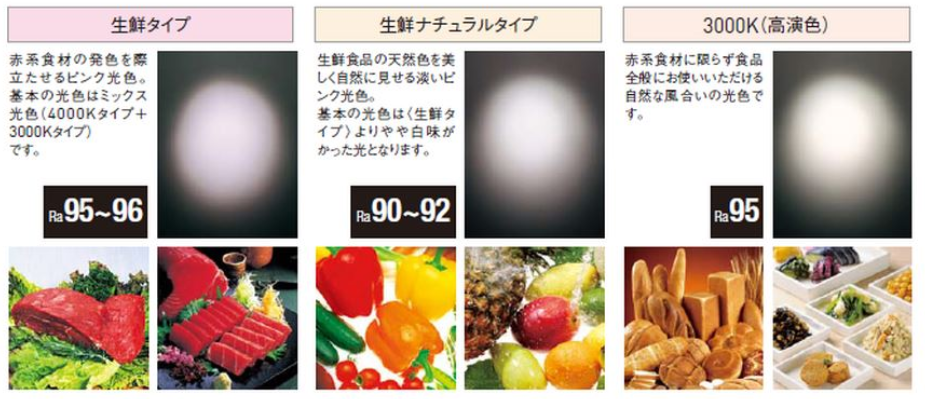 生鮮タイプ
赤系食材の発色を際
立たせるピンク光色。
基本の光色はミックス
光色(4000Kタイプ+
3000Kタイプ)
です。
Ra95~96
生鮮ナチュラルタイプ
生鮮食品の天然色を美
しく自然に見せる淡いピ
ンク光色。
基本の光色は〈生鮮タ
イプ〉よりやや白味が
かった光となります。
Ra90~92
3000K(高演色)
赤系食材に限らず食品
全般にお使いいただける
自然な風合いの光色で
す。
Ra95